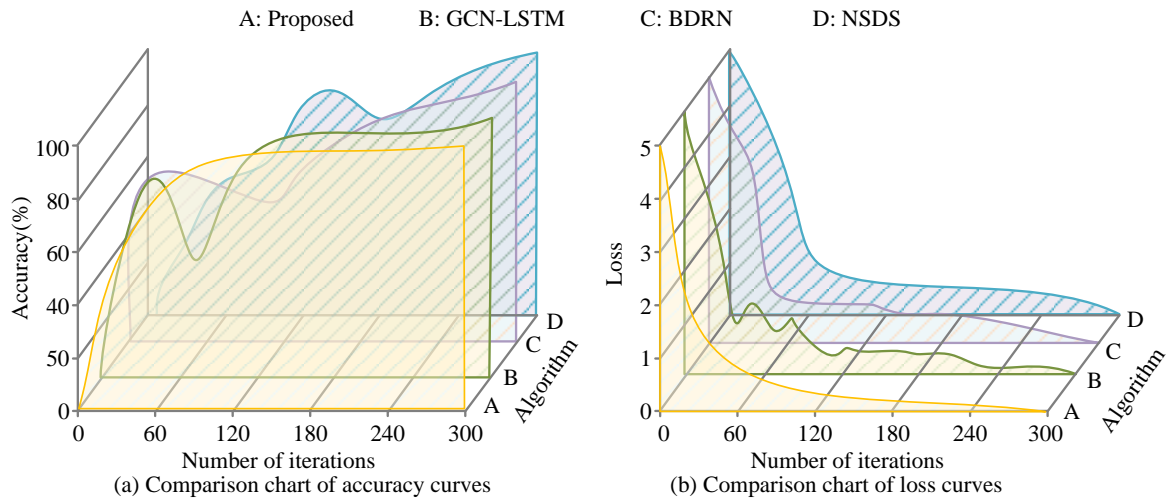 A: Proposed B: GCN-LSTM C: BDRN D: NSDS
Accuracy(%)
100
80
60
40
50
0
0 60 120 180 240 300
Number of iterations
A
B
C
D
Algorithm
(a) Comparison chart of accuracy curves
Loss
5
4
3
2
1
0
0 60 120 180 240 300
Number of iterations
A
B
C
D
Algorithm
(b) Comparison chart of loss curves